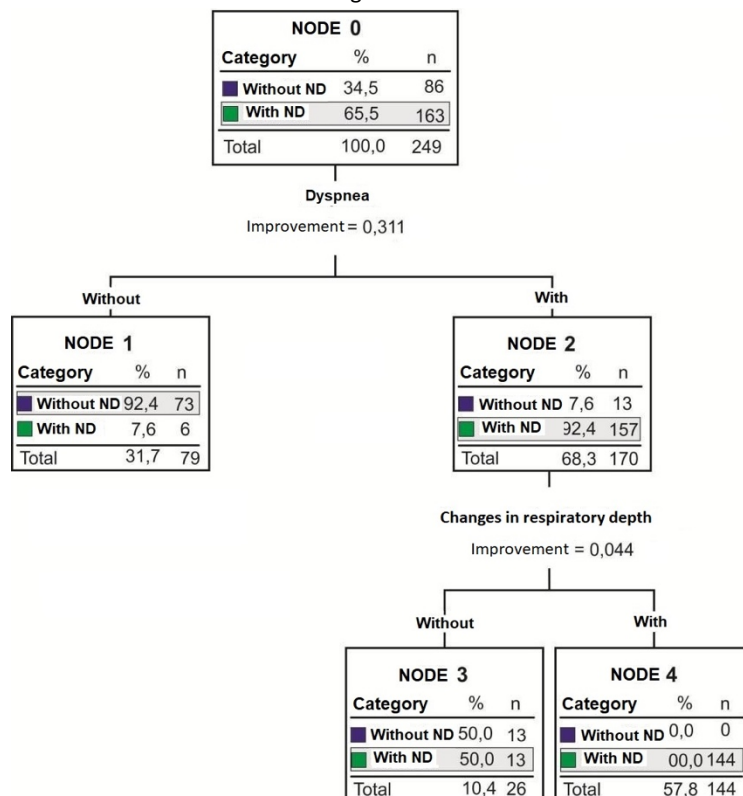 NODE 0
Category % n
Without ND 34,5 86
With ND 65,5 163
Total 100,0 249
Dyspnea
Improvement = 0,311
Without
With
NODE 1
Category % n
Without ND 92,4 73
With ND 7,6 6
Total 31,7 79
NODE 2
Category % n
Without ND 7,6 13
With ND 92,4 157
Total 68,3 170
Changes in respiratory depth
Improvement = 0,044
Without
With
NODE 3
Category % n
Without ND 50,0 13
With ND 50,0 13
Total 10,4 26
NODE 4
Category % n
Without ND 0,0 0
With ND 00,0 144
Total 57,8 144